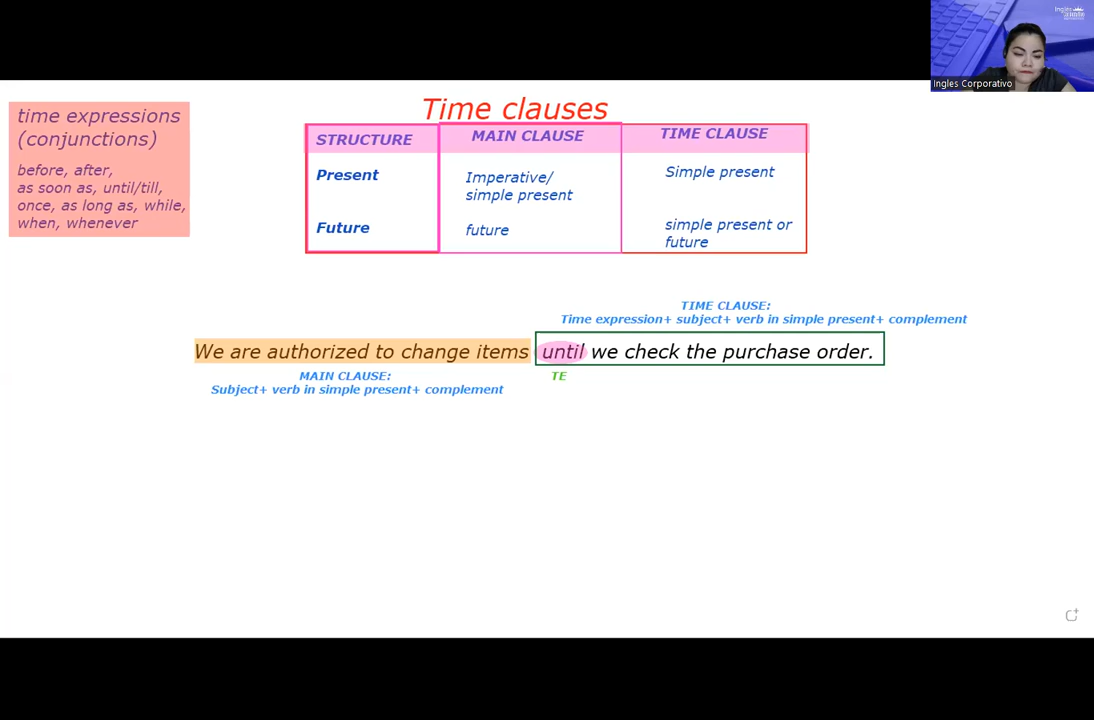 Ingles
Ingles Corporativo
Time clauses
time expressions
(conjunctions)
before, after,
as soon as, until/till,
once, as long as, while,
when, whenever
STRUCTURE MAIN CLAUSE TIME CLAUSE
Present Imperative/ Simple present
simple present
Future future simple present or
future
TIME CLAUSE:
Time expression+ subject+ verb in simple present+ complement
We are authorized to change items until we check the purchase order.
MAIN CLAUSE: TE
Subject+ verb in simple present+ complement